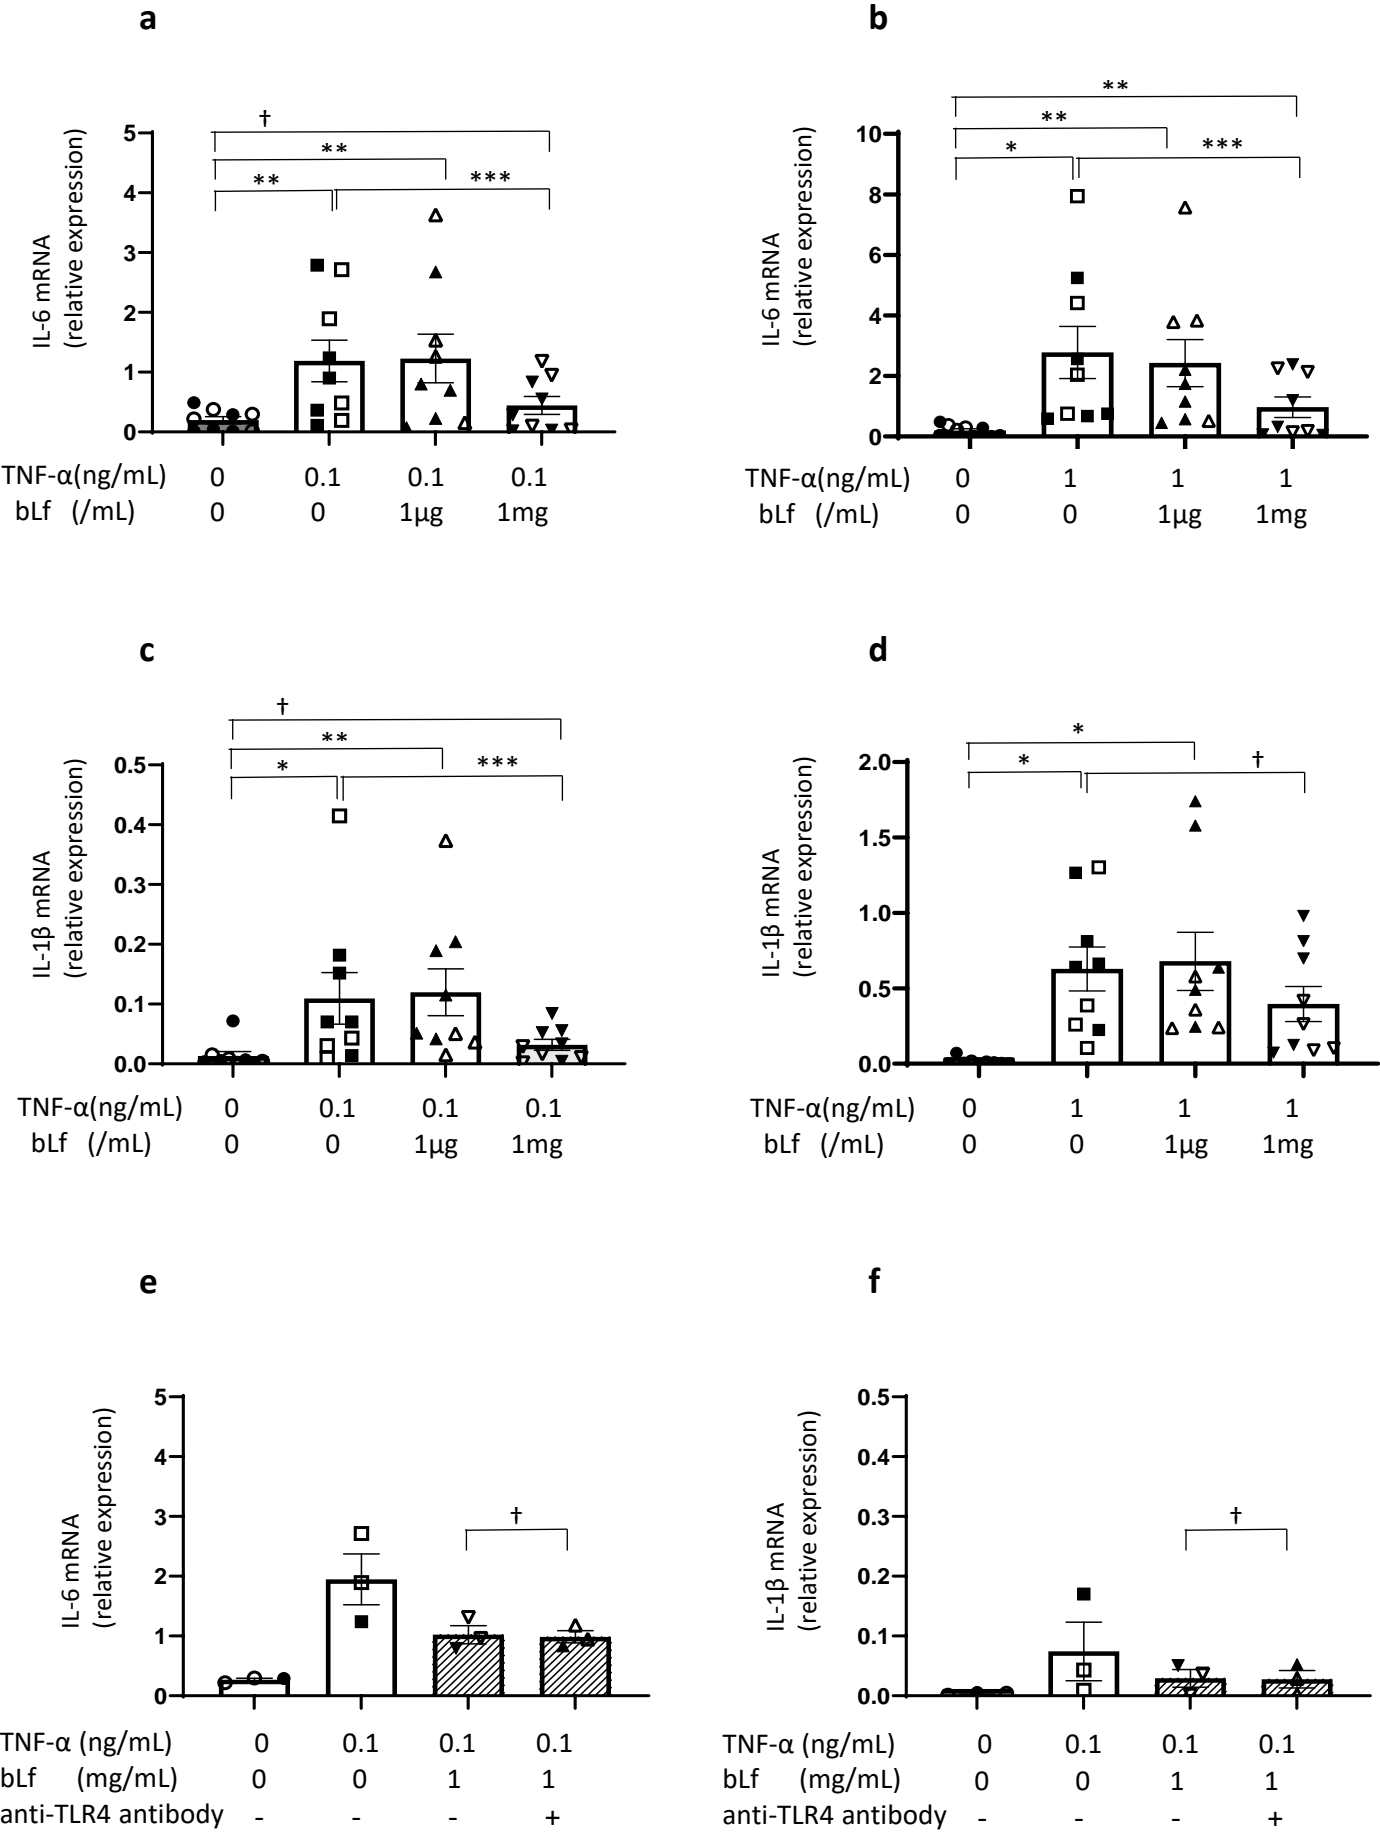 a
†
**
**
***
5
4
3
2
1
0
IL-6 mRNA
(relative expression)
TNF-α(ng/mL) 0 0.1 0.1 0.1
bLf (/mL) 0 0 1µg 1mg
b
**
**
*
***
10
8
6
4
2
0
IL-6 mRNA
(relative expression)
TNF-α(ng/mL) 0 1 1 1
bLf (/mL) 0 0 1µg 1mg
c
†
**
*
***
0.5
0.4
0.3
0.2
0.1
0.0
IL-1β mRNA
(relative expression)
TNF-α(ng/mL) 0 0.1 0.1 0.1
bLf (/mL) 0 0 1µg 1mg
d
*
*
†
2.0
1.5
1.0
0.5
0.0
IL-1β mRNA
(relative expression)
TNF-α(ng/mL) 0 1 1 1
bLf (/mL) 0 0 1µg 1mg
e
5
4
3
2
1
0
†
IL-6 mRNA
(relative expression)
TNF-α (ng/mL) 0 0.1 0.1 0.1
bLf (mg/mL) 0 0 1 1
anti-TLR4 antibody - - - +
f
0.5
0.4
0.3
0.2
0.1
0.0
†
IL-1β mRNA
(relative expression)
TNF-α (ng/mL) 0 0.1 0.1 0.1
bLf (mg/mL) 0 0 1 1
anti-TLR4 antibody - - - +